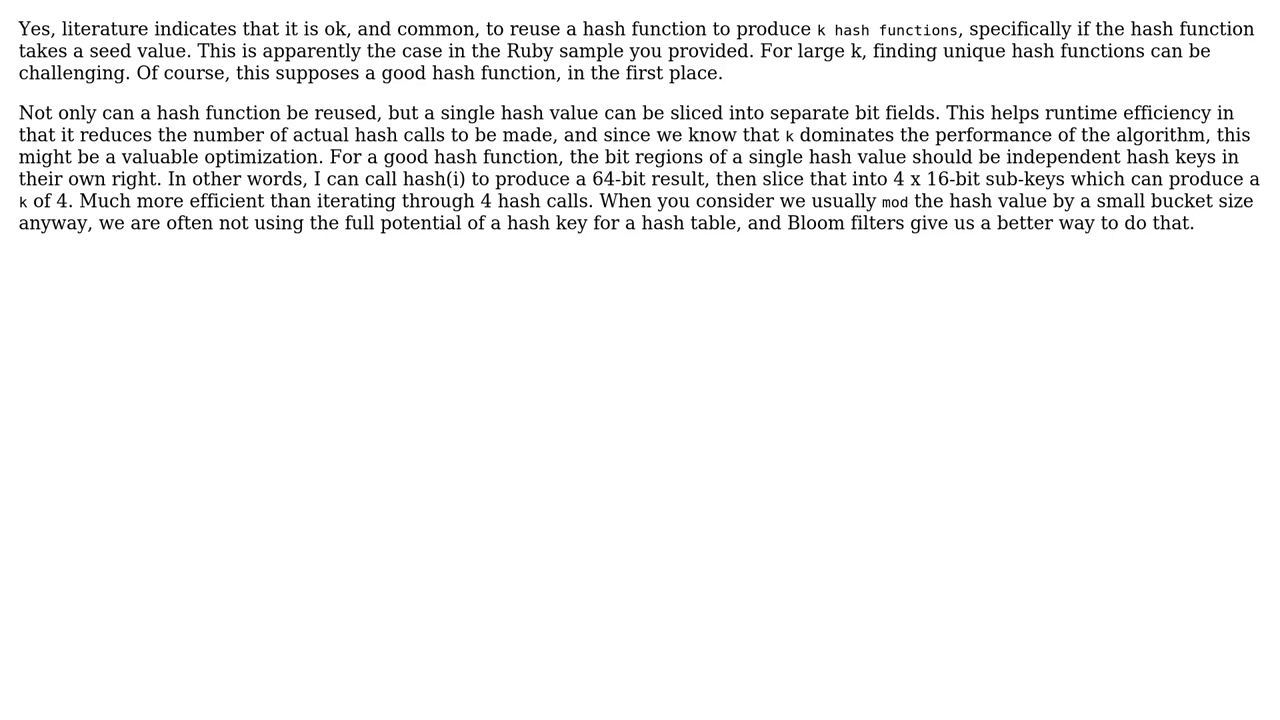 Yes, literature indicates that it is ok, and common, to reuse a hash function to produce k hash functions, specifically if the hash function
takes a seed value. This is apparently the case in the Ruby sample you provided. For large k, finding unique hash functions can be
challenging. Of course, this supposes a good hash function, in the first place.
Not only can a hash function be reused, but a single hash value can be sliced into separate bit fields. This helps runtime efficiency in
that it reduces the number of actual hash calls to be made, and since we know that k dominates the performance of the algorithm, this
might be a valuable optimization. For a good hash function, the bit regions of a single hash value should be independent hash keys in
their own right. In other words, I can call hash(i) to produce a 64-bit result, then slice that into 4 x 16-bit sub-keys which can produce a
k of 4. Much more efficient than iterating through 4 hash calls. When you consider we usually mod the hash value by a small bucket size
anyway, we are often not using the full potential of a hash key for a hash table, and Bloom filters give us a better way to do that.